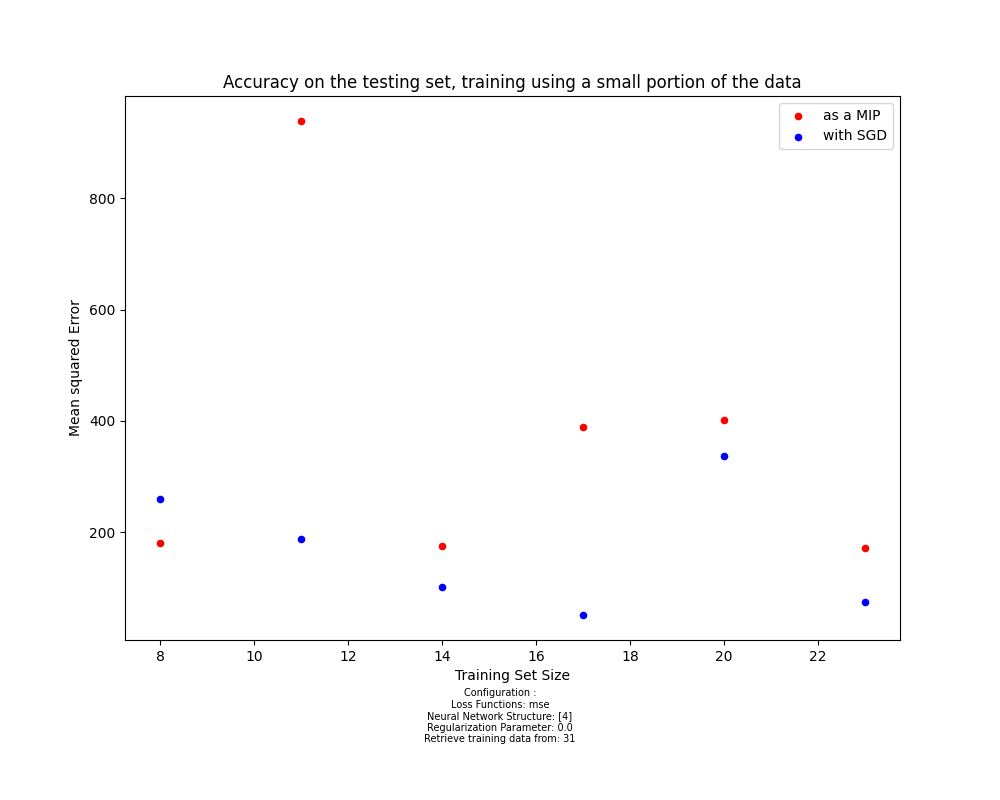 Accuracy on the testing set, training using a small portion of the data
as a MIP
with SGD
800
600
400
200
Mean squared Error
8 10 12 14 16 18 20 22
Training Set Size
Configuration :
Loss Functions: mse
Neural Network Structure: [4]
Regularization Parameter: 0.0
Retrieve training data from: 31